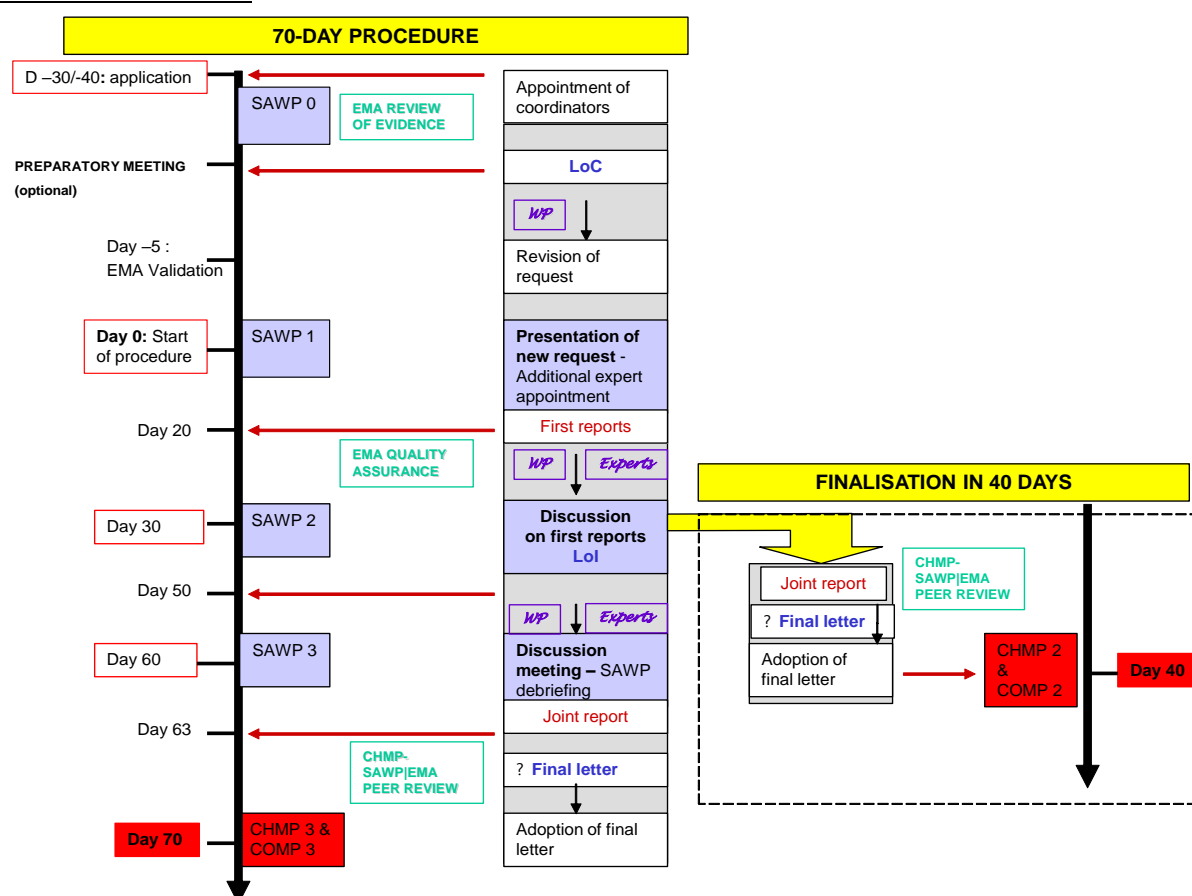 70-DAY PROCEDURE
D –30/-40: application
SAWP 0
EMA REVIEW
OF EVIDENCE
Appointment of
coordinators
PREPARATORY MEETING
(optional)
LoC
WP
Day –5 :
EMA Validation
Revision of
request
Day 0: Start
of procedure
SAWP 1
Presentation of
new request -
Additional expert
appointment
Day 20
First reports
EMA QUALITY
ASSURANCE
WP
Experts
Day 30
SAWP 2
Discussion
on first reports
LoI
Day 50
WP
Experts
Day 60
SAWP 3
Discussion
meeting – SAWP
debriefing
Day 63
Joint report
CHMP-
SAWP|EMA
PEER REVIEW
? Final letter
Day 70
CHMP 3 &
COMP 3
Adoption of final
letter
FINALISATION IN 40 DAYS
Joint report
CHMP-
SAWP|EMA
PEER REVIEW
? Final letter
Adoption of
final letter
CHMP 2
&
COMP 2
Day 40